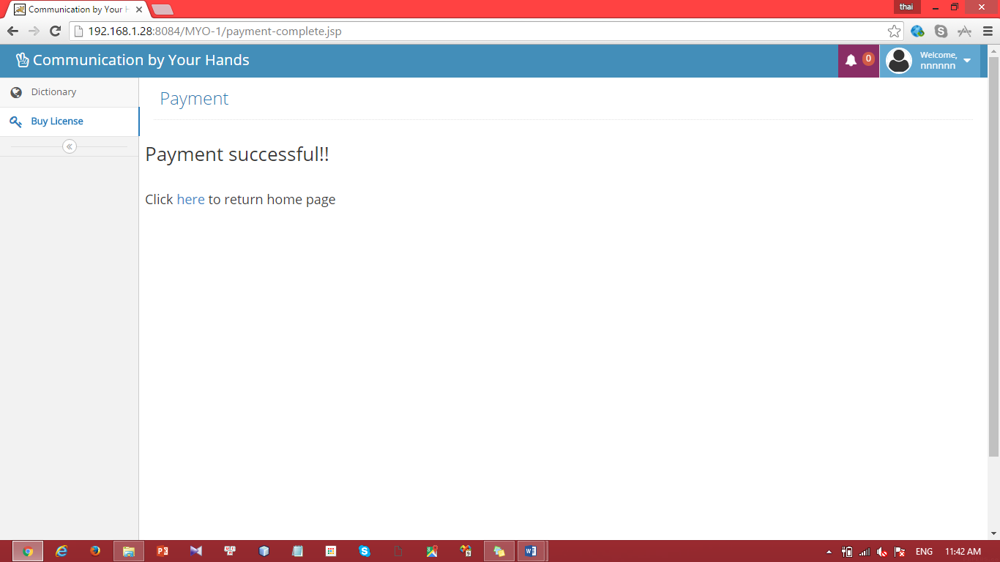 Communication by Your H
thai
192.168.1.28:8084/MYO-1/payment-complete.jsp
Communication by Your Hands
0
Welcome,
nnnnnn
Dictionary
Buy License
Payment
Payment successful!!
Click here to return home page
ENG
11:42 AM